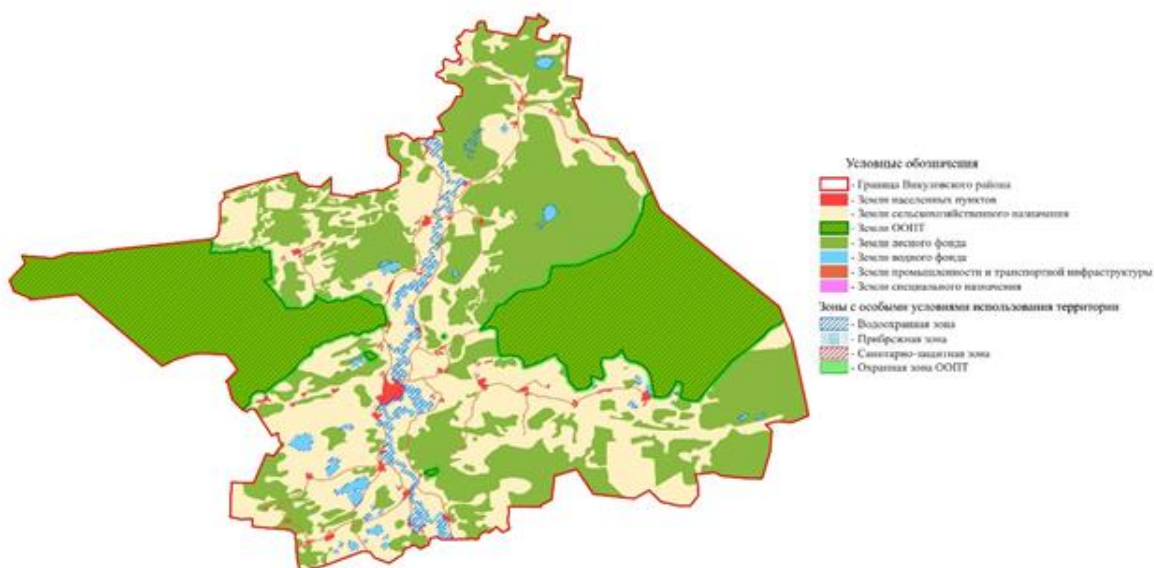 Условные обозначения
- Граница Викуловского района
- Земли населенных пунктов
- Земли сельскохозяйственного назначения
- Земли ООПТ
- Земли лесного фонда
- Земли водного фонда
- Земли промышленности и транспортной инфраструктуры
- Земли специального назначения
Зоны с особыми условиями использования территории
- Водоохранная зона
- Прибрежная зона
- Санитарно-защитная зона
- Охранная зона ООПТ